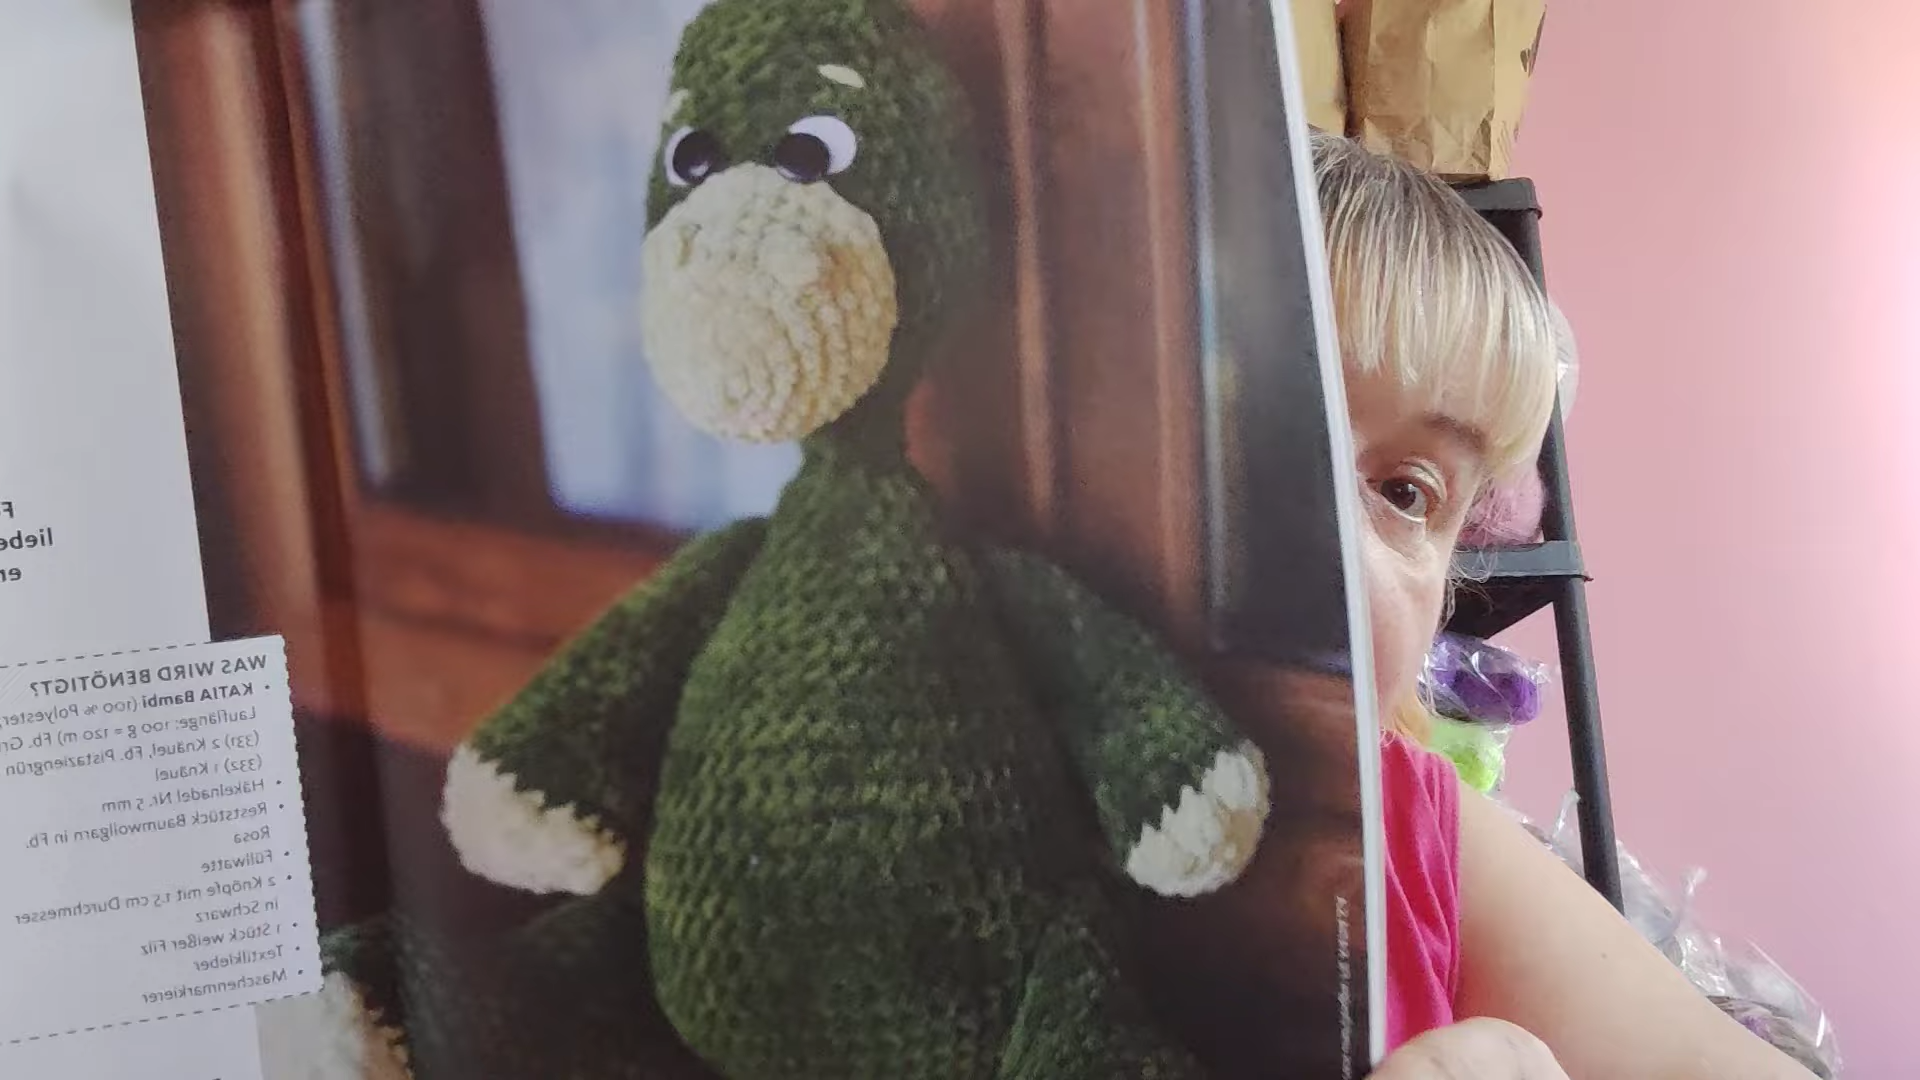 liebe
WAS WIRD BENÖTIGT?
• KATIA Bambi (100 % Polyester,
Lauflänge: 100 g = 120 m) Fb. Gr
(331) 2 Knäuel, Fb. Pistaziengrün
(332) 1 Knäuel
• Häkelnadel Nr. 5 mm
• Reststück Baumwollgarn in Fb.
Rosa
• Füllwatte
• 2 Knöpfe mit 1,5 cm Durchmesser
in Schwarz
• 1 Stück weißer Filz
• Textilkleber
• Maschenmarkierer